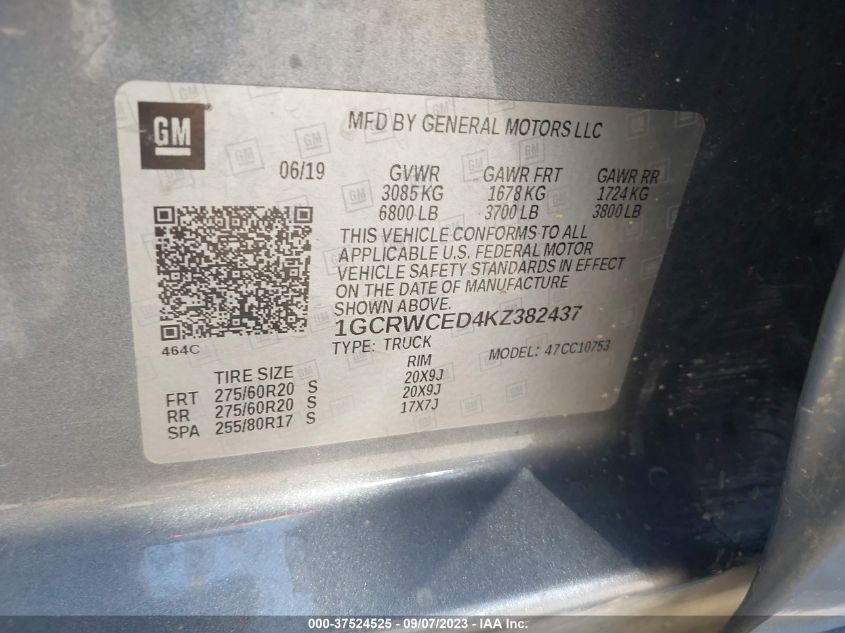 GM
MFD BY GENERAL MOTORS LLC
06/19 GVWR GAWR FRT GAWR RR
3085 KG 1678 KG 1724 KG
6800 LB 3700 LB 3800 LB
THIS VEHICLE CONFORMS TO ALL
APPLICABLE U.S. FEDERAL MOTOR
VEHICLE SAFETY STANDARDS IN EFFECT
ON THE DATE OF MANUFACTURE
SHOWN ABOVE.
1GCRWCED4KZ382437
464C TYPE: TRUCK MODEL: 47CC10753
TIRE SIZE RIM
FRT 275/60R20 S 20X9J
RR 275/60R20 S 20X9J
SPA 255/80R17 S 17X7J
000-37524525 - 09/07/2023 - IAA Inc.